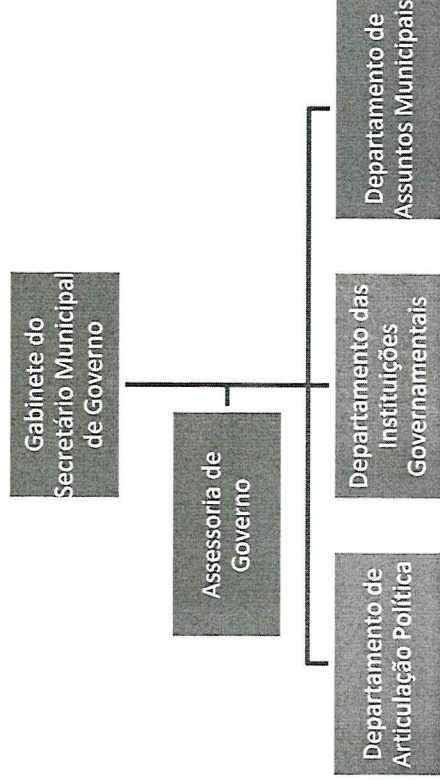 Gabinete do
Secretário Municipal
de Governo
Assessoria de
Governo
Departamento de
Articulação Política
Departamento das
Instituições
Governamentais
Departamento de
Assuntos Municipais